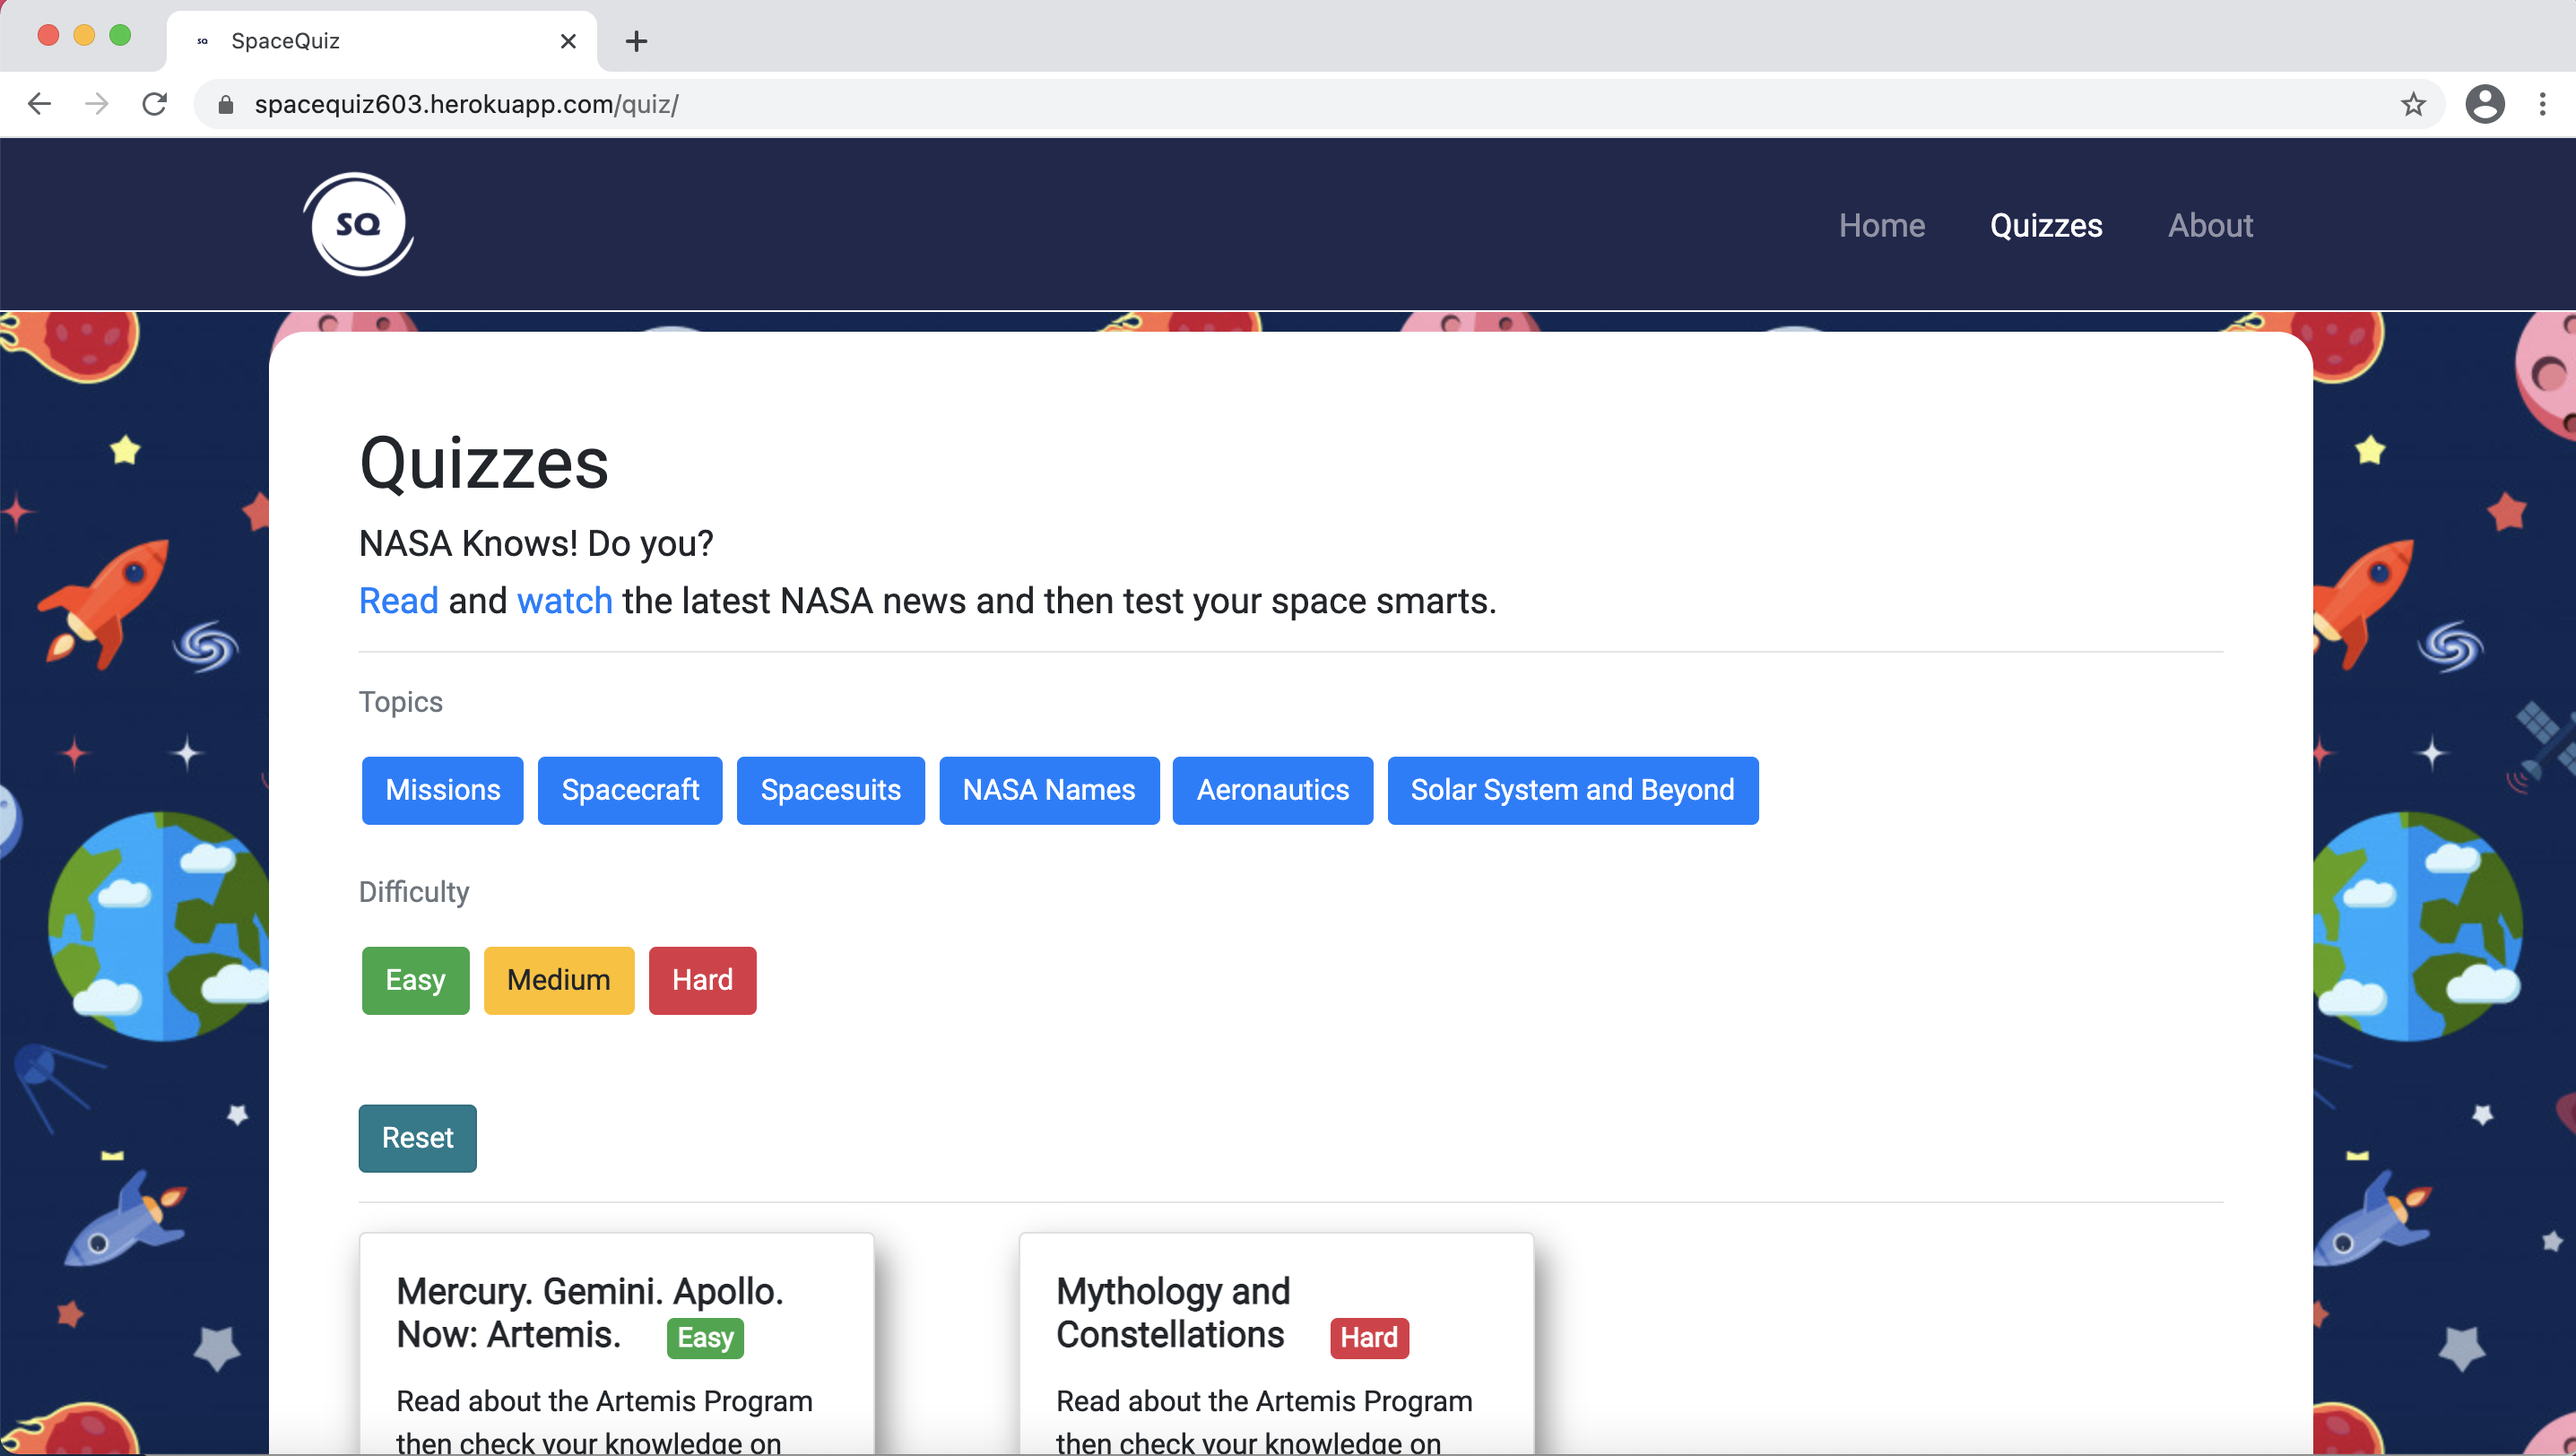 SQ SpaceQuiz
spacequiz603.herokuapp.com/quiz/
SQ
Home Quizzes About
Quizzes
NASA Knows! Do you?
Read and watch the latest NASA news and then test your space smarts.
Topics
Missions Spacecraft Spacesuits NASA Names Aeronautics Solar System and Beyond
Difficulty
Easy Medium Hard
Reset
Mercury. Gemini. Apollo.
Now: Artemis. Easy
Read about the Artemis Program
then check your knowledge on
Mythology and
Constellations Hard
Read about the Artemis Program
then check your knowledge on